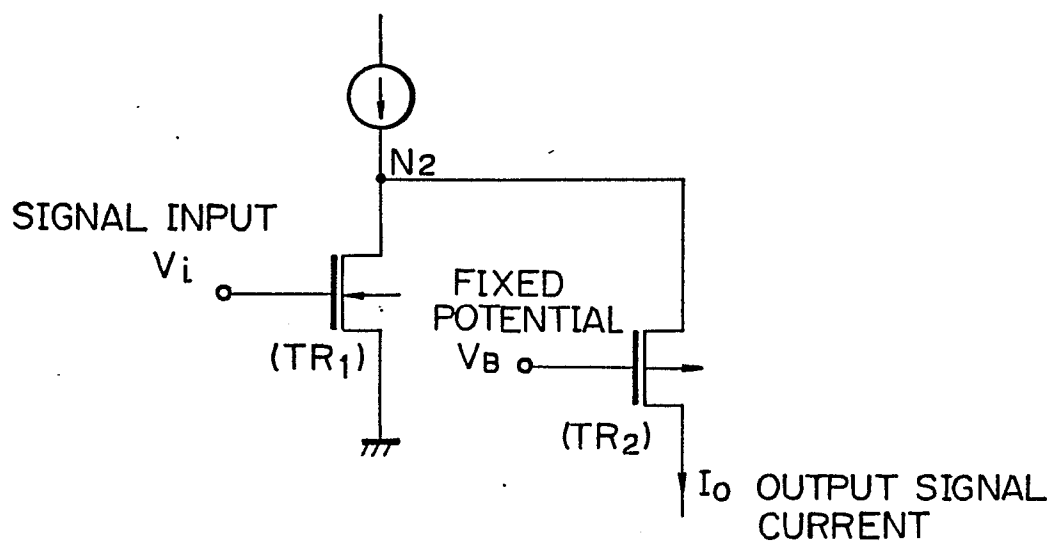 N2
SIGNAL INPUT
Vi
(TR1)
FIXED
POTENTIAL
VB
(TR2)
Io OUTPUT SIGNAL
CURRENT